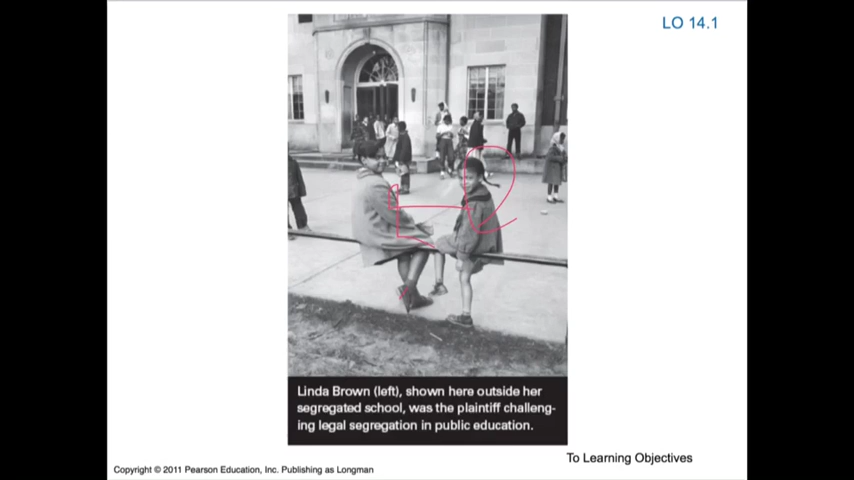 LO 14.1
Linda Brown (left), shown here outside her
segregated school, was the plaintiff challeng-
ing legal segregation in public education.
To Learning Objectives
Copyright © 2011 Pearson Education, Inc. Publishing as Longman